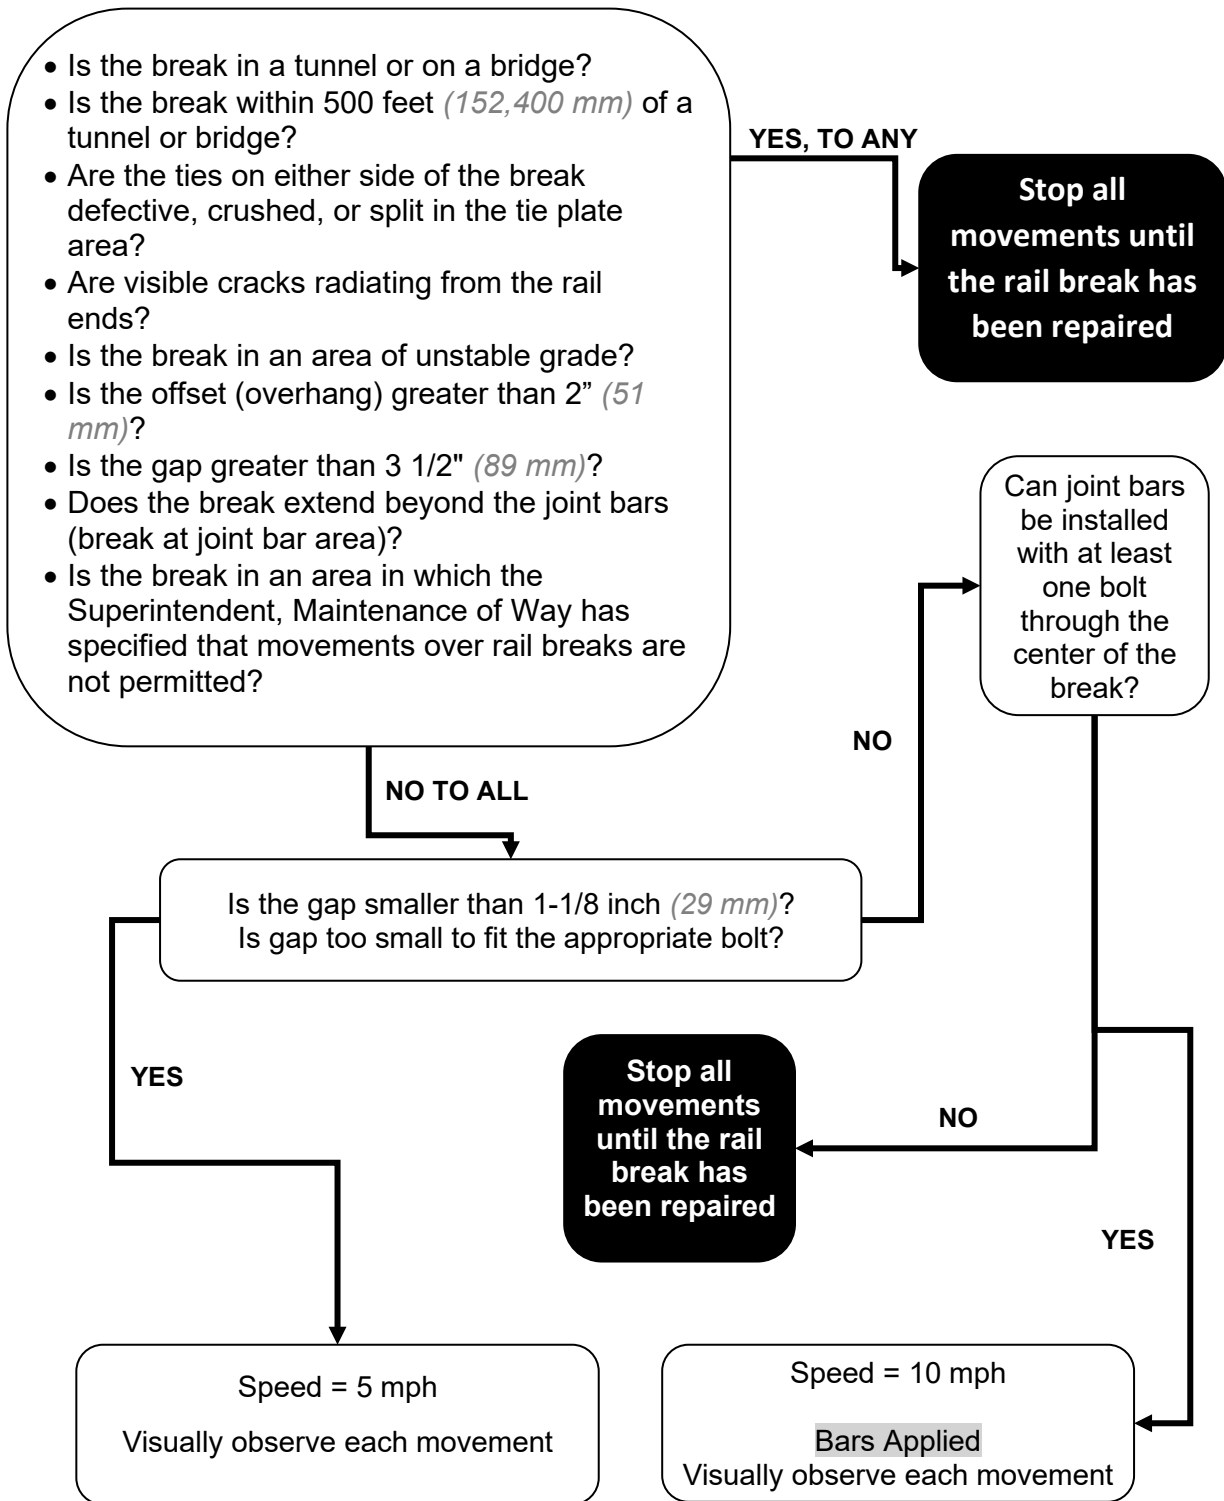 • Is the break in a tunnel or on a bridge?
• Is the break within 500 feet (152,400 mm) of a
tunnel or bridge?
• Are the ties on either side of the break
defective, crushed, or split in the tie plate
area?
• Are visible cracks radiating from the rail
ends?
• Is the break in an area of unstable grade?
• Is the offset (overhang) greater than 2” (51
mm)?
• Is the gap greater than 3 1/2" (89 mm)?
• Does the break extend beyond the joint bars
(break at joint bar area)?
• Is the break in an area in which the
Superintendent, Maintenance of Way has
specified that movements over rail breaks are
not permitted?
YES, TO ANY
Stop all
movements until
the rail break has
been repaired
NO TO ALL
Is the gap smaller than 1-1/8 inch (29 mm)?
Is gap too small to fit the appropriate bolt?
NO
Can joint bars
be installed
with at least
one bolt
through the
center of the
break?
YES
Stop all
movements
until the rail
break has
been repaired
NO
YES
Speed = 5 mph
Visually observe each movement
Speed = 10 mph
Bars Applied
Visually observe each movement